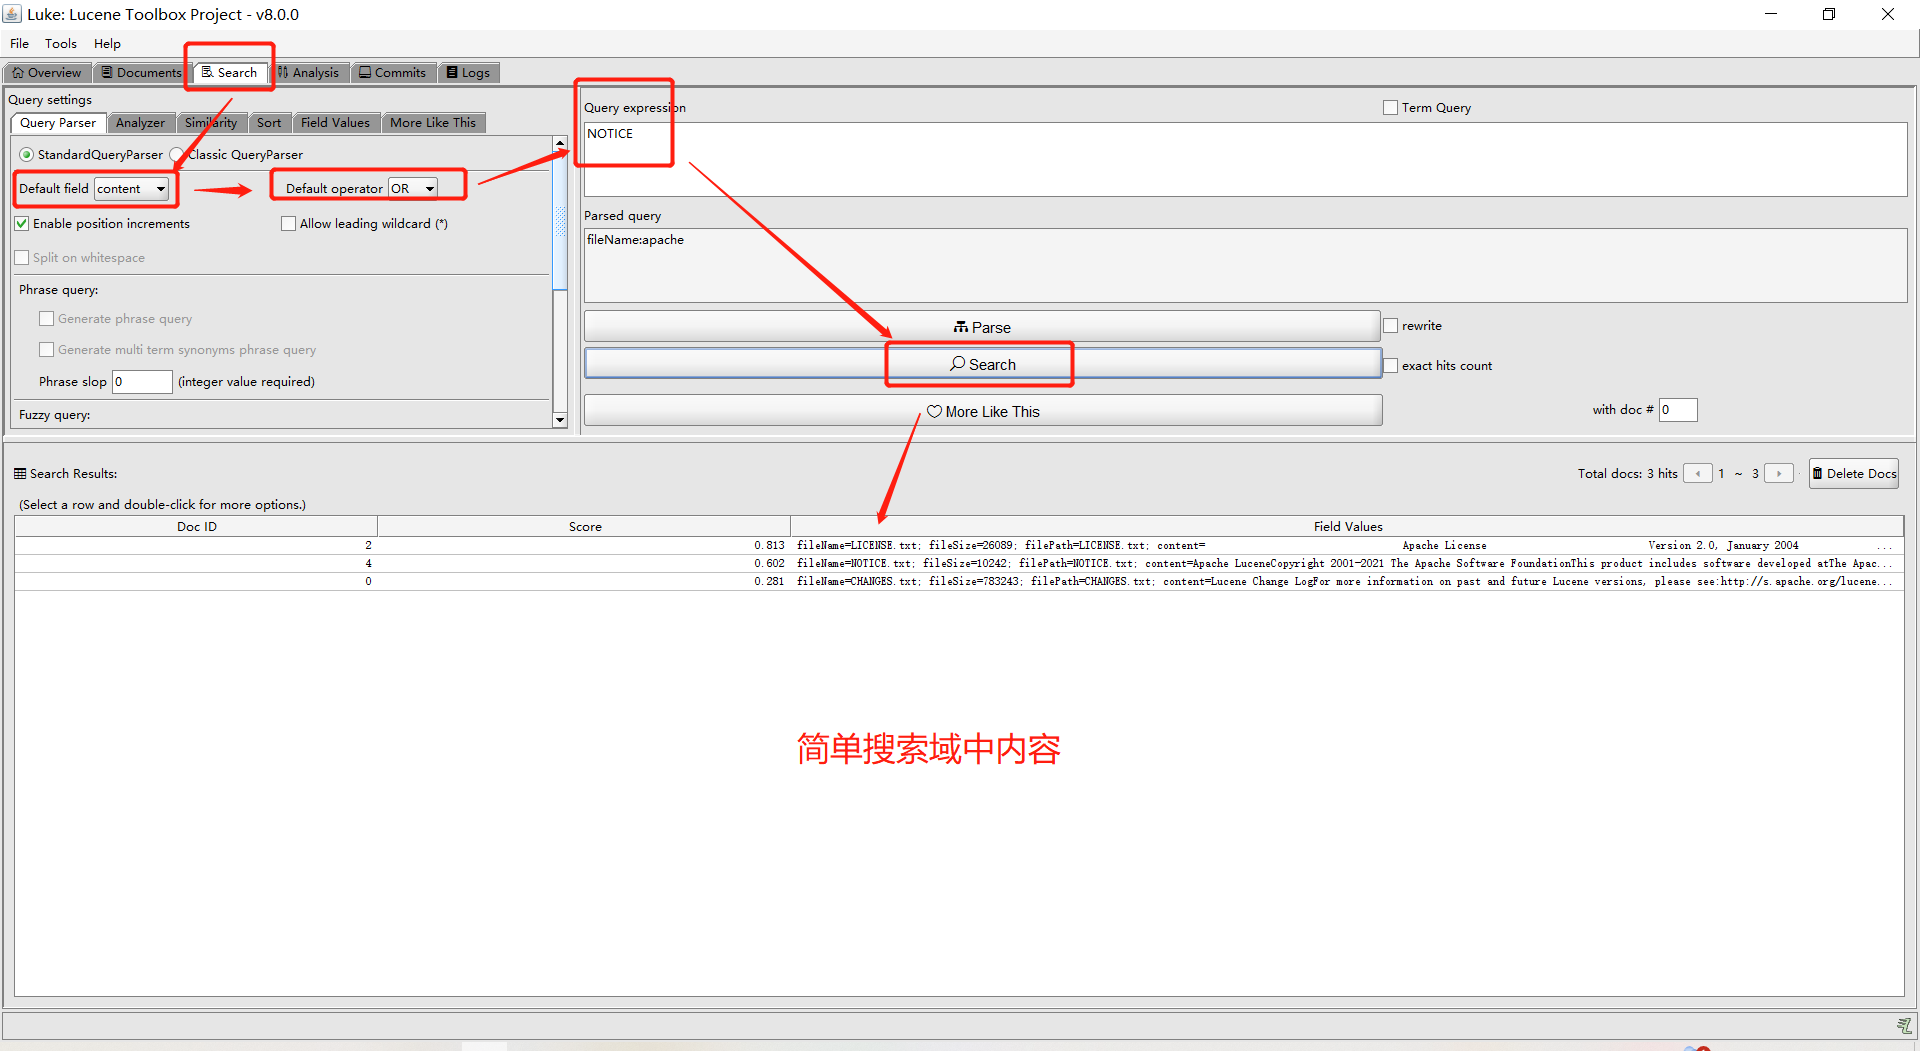 Luke: Lucene Toolbox Project - v8.0.0
File Tools Help
Overview Documents Search Analysis Commits Logs
Query settings
Query Parser Analyzer Similarity Sort Field Values More Like This
StandardQueryParser Classic QueryParser
Default field content Default operator OR
Enable position increments Allow leading wildcard (*)
Split on whitespace
Phrase query:
Generate phrase query
Generate multi term synonyms phrase query
Phrase slop 0 (integer value required)
Fuzzy query:
Query expression Term Query
NOTICE
Parsed query
fileName:apache
Parse rewrite
Search exact hits count
More Like This with doc # 0
Search Results: Total docs: 3 hits 1 ~ 3 Delete Docs
(Select a row and double-click for more options.)
Doc ID Score Field Values
2 0.813 fileName=LICENSE.txt; fileSize=26089; filePath=LICENSE.txt; content= Apache License Version 2.0, January 2004 ...
4 0.602 fileName=NOTICE.txt; fileSize=10242; filePath=NOTICE.txt; content=Apache LuceneCopyright 2001-2021 The Apache Software FoundationThis product includes software developed atThe Apac...
0 0.281 fileName=CHANGES.txt; fileSize=783243; filePath=CHANGES.txt; content=Lucene Change LogFor more information on past and future Lucene versions, please see:http://s.apache.org/lucene...
简单搜索域中内容